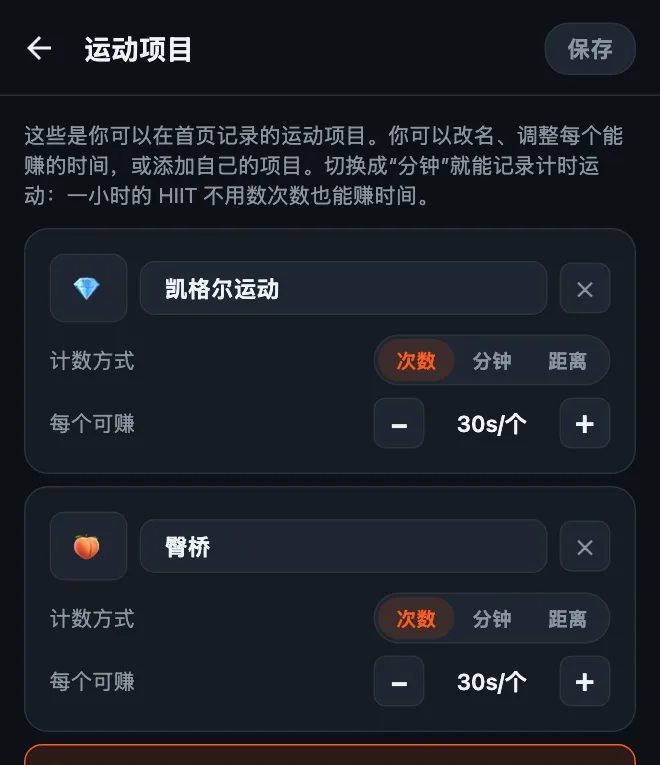 运动项目
保存
这些是你可以在首页记录的运动项目。你可以改名、调整每个能
赚的时间，或添加自己的项目。切换成“分钟”就能记录计时运
动：一小时的 HIIT 不用数次数也能赚时间。
凯格尔运动
计数方式
次数 分钟 距离
每个可赚
30s/个
臀桥
计数方式
次数 分钟 距离
每个可赚
30s/个